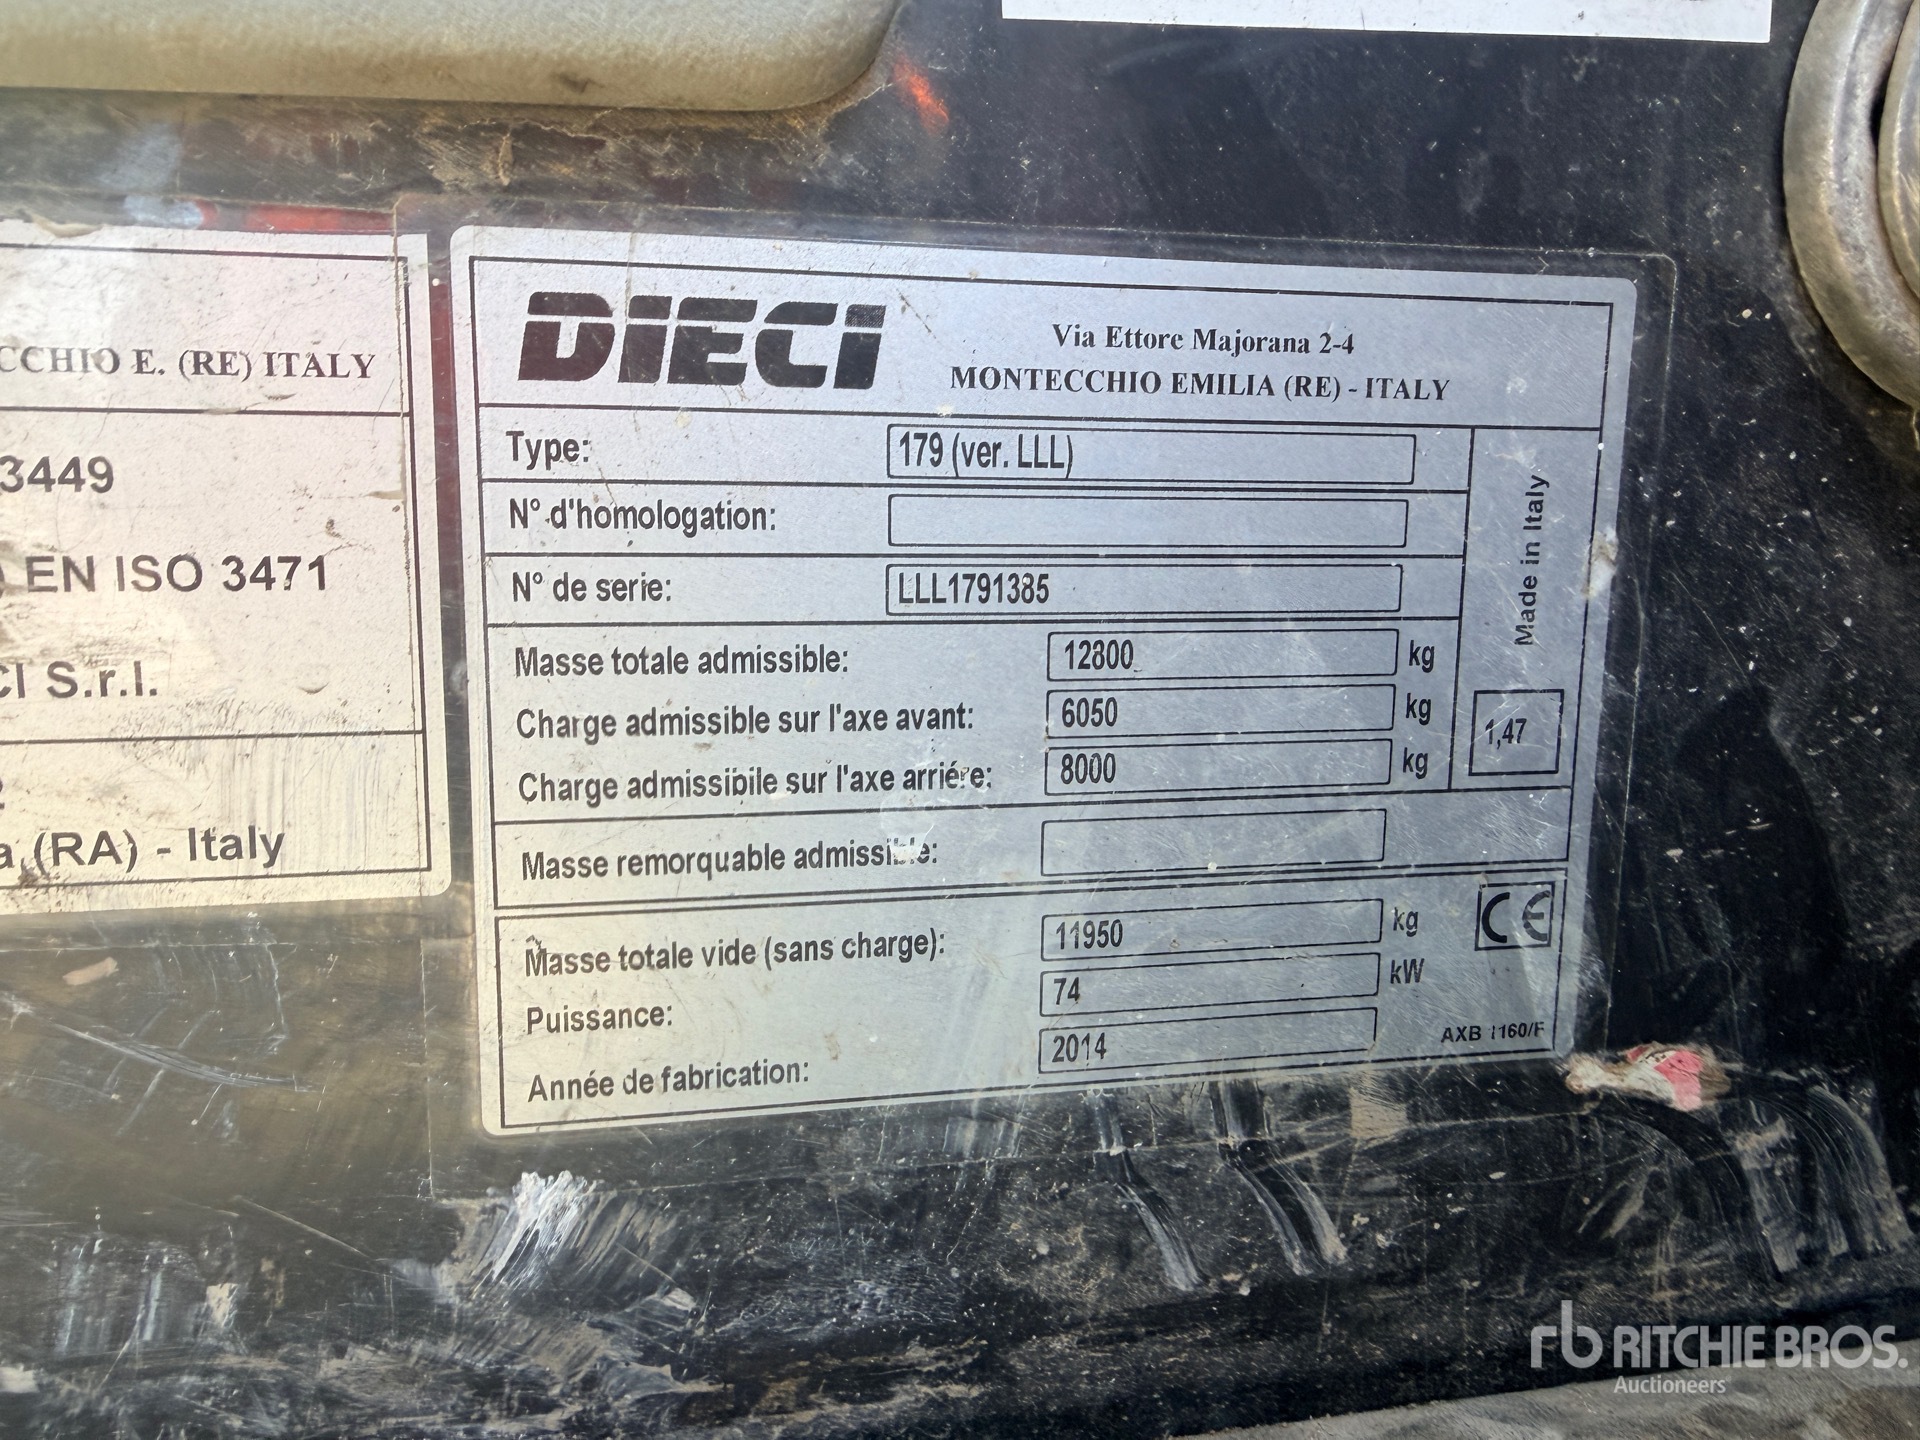 CCHIO E. (RE) ITALY
3449
EN ISO 3471
CI S.r.l.
(RA) - Italy
DIECI
Via Ettore Majorana 2-4
MONTECCHIO EMILIA (RE) - ITALY
Type: 179 (ver. LLL)
N° d'homologation:
N° de serie: LLL1791385
Masse totale admissible: 12800 kg
Charge admissible sur l'axe avant: 6050 kg
Charge admissibile sur l'axe arriére: 8000 kg
Made in Italy
1,47
Masse remorquable admissible:
Masse totale vide (sans charge): 11950 kg
Puissance: 74 kW
Année de fabrication: 2014
CE
AXB 1160/F
rb RITCHIE BROS.
Auctioneers